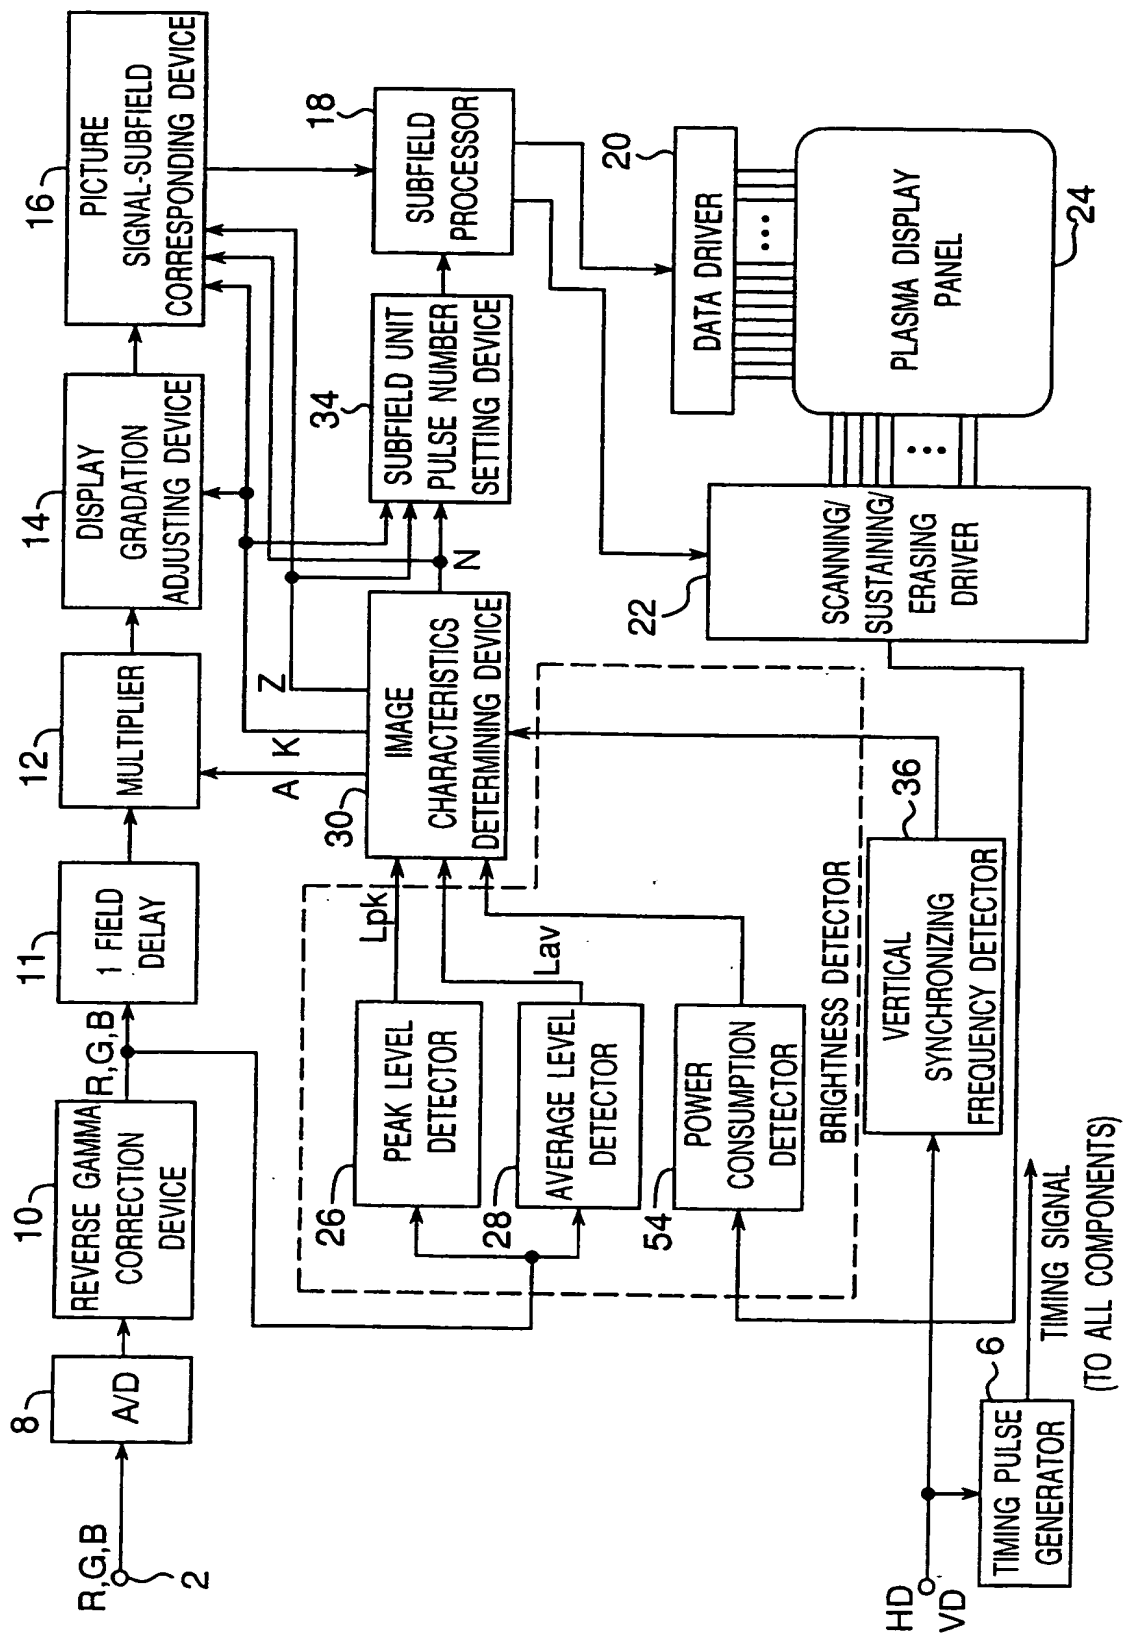 R,G,B
2
8
A/D
10
REVERSE GAMMA
CORRECTION
DEVICE
R,G,B
11
1 FIELD
DELAY
12
MULTIPLIER
14
DISPLAY
GRADATION
ADJUSTING DEVICE
16
PICTURE
SIGNAL-SUBFIELD
CORRESPONDING DEVICE
A
K
Z
26
PEAK LEVEL
DETECTOR
Lpk
28
AVERAGE LEVEL
DETECTOR
Lav
54
POWER
CONSUMPTION
DETECTOR
BRIGHTNESS DETECTOR
30
IMAGE
CHARACTERISTICS
DETERMINING DEVICE
N
34
SUBFIELD UNIT
PULSE NUMBER
SETTING DEVICE
18
SUBFIELD
PROCESSOR
20
DATA DRIVER
22
SCANNING/
SUSTAINING/
ERASING
DRIVER
PLASMA DISPLAY
PANEL
24
36
VERTICAL
SYNCHRONIZING
FREQUENCY DETECTOR
HD
VD
6
TIMING PULSE
GENERATOR
TIMING SIGNAL
(TO ALL COMPONENTS)